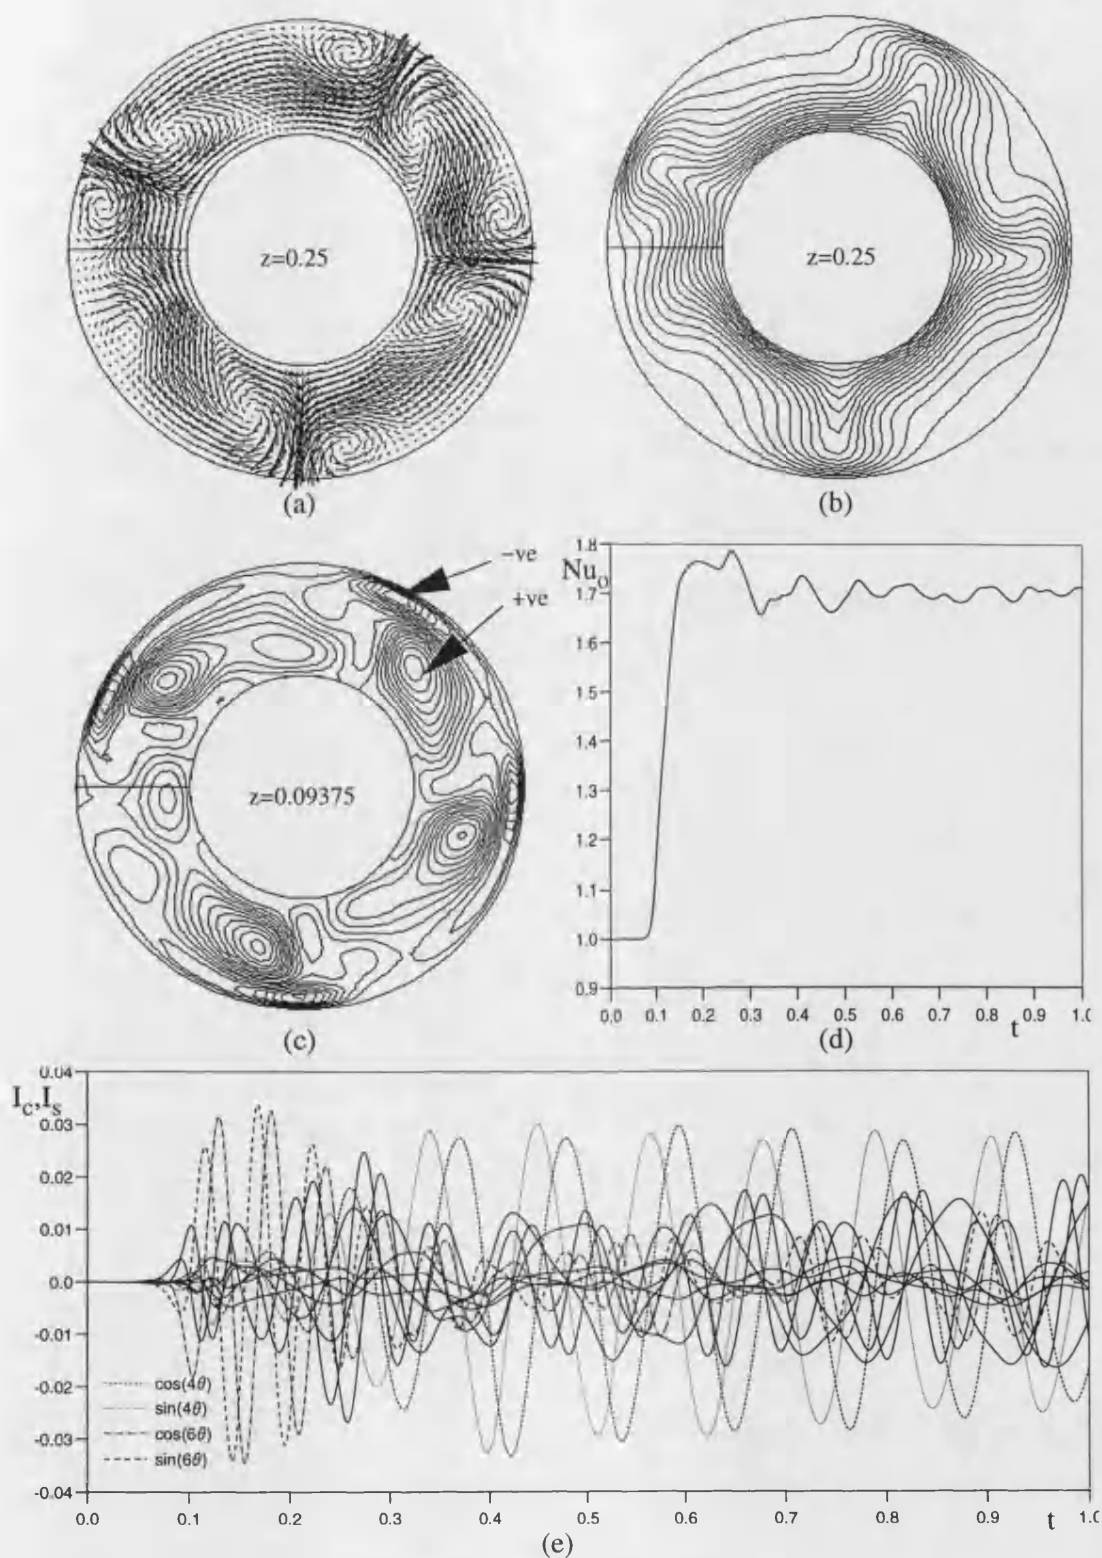 z=0.25
z=0.25
(a)
(b)
−ve
+ve
z=0.09375
(c)
1.8
Nu₀
1.7
1.6
1.5
1.4
1.3
1.2
1.1
1.0
0.9
0.0 0.1 0.2 0.3 0.4 0.5 0.6 0.7 0.8 0.9 1.0
t
(d)
0.04
I_c,I_s
0.03
0.02
0.01
0.0
-0.01
-0.02
-0.03
-0.04
cos(4θ)
sin(4θ)
cos(6θ)
sin(6θ)
0.0 0.1 0.2 0.3 0.4 0.5 0.6 0.7 0.8 0.9 1.0
t
(e)